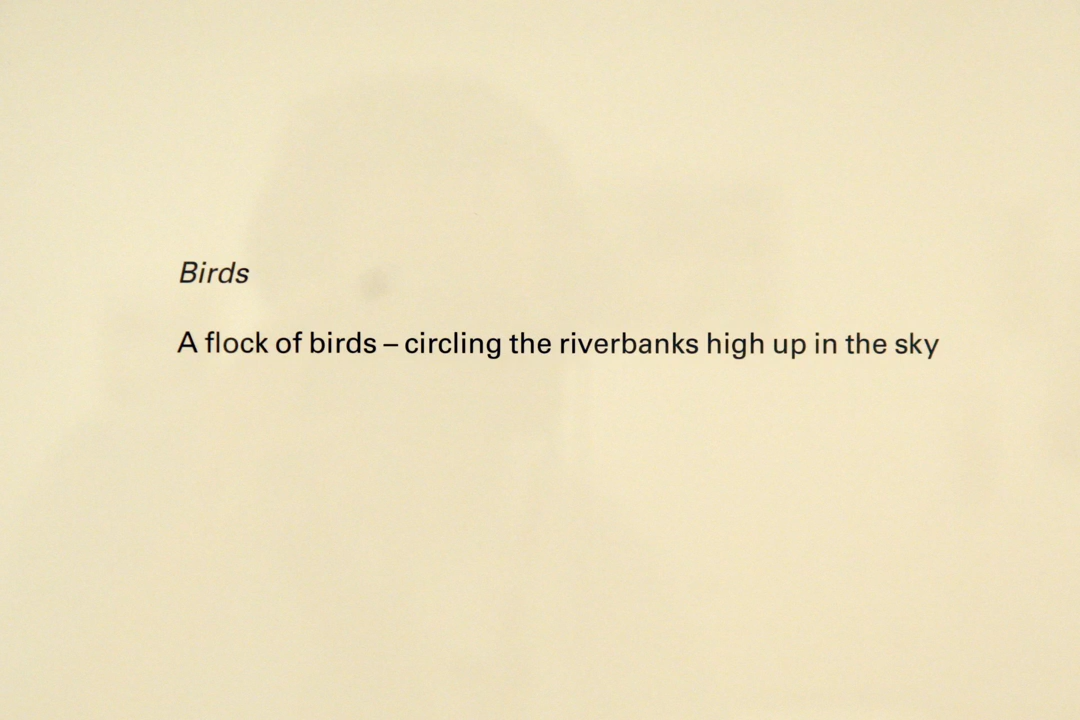 Birds
A flock of birds – circling the riverbanks high up in the sky